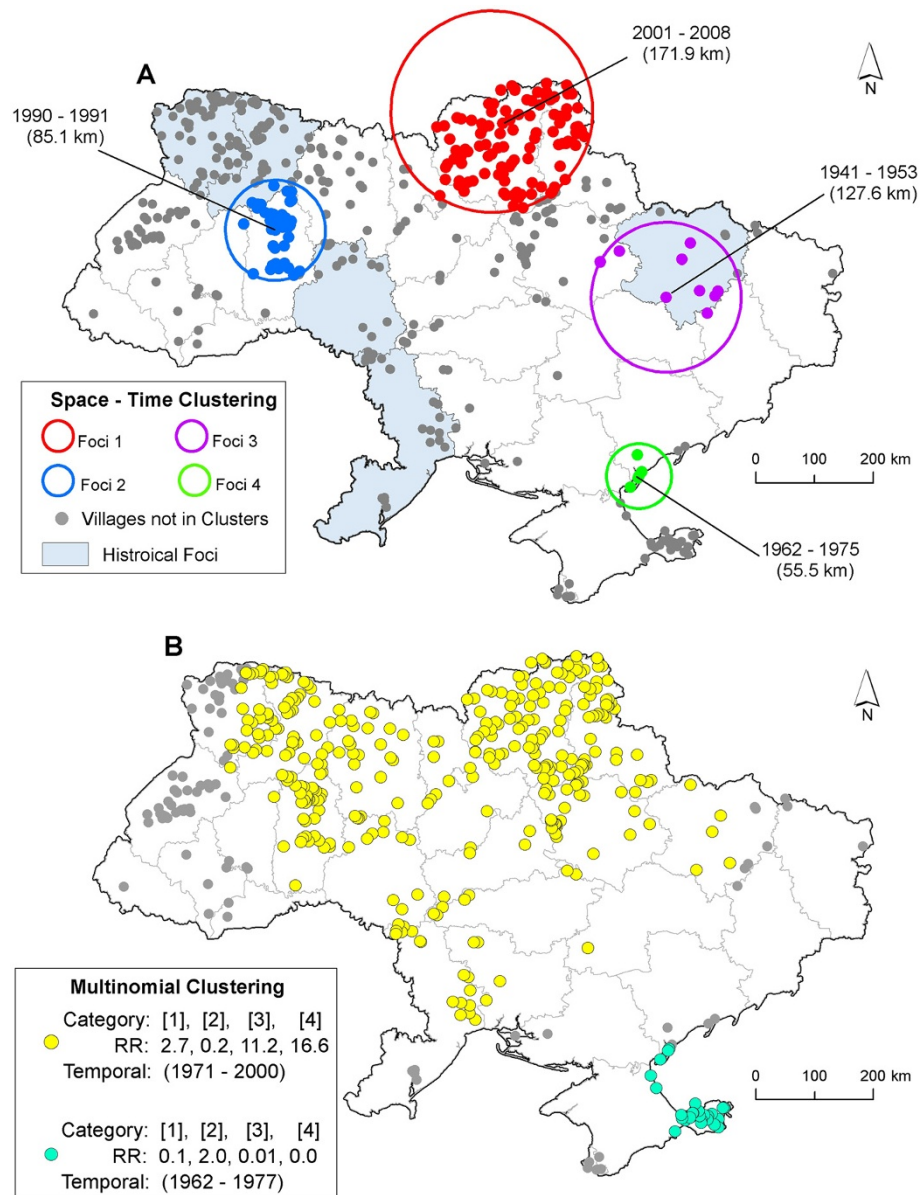 2001 - 2008
(171.9 km)
A
N
1990 - 1991
(85.1 km)
1941 - 1953
(127.6 km)
Space - Time Clustering
Foci 1
Foci 3
Foci 2
Foci 4
Villages not in Clusters
Histroical Foci
0 100 200 km
1962 - 1975
(55.5 km)
B
N
Multinomial Clustering
Category: [1], [2], [3], [4]
RR: 2.7, 0.2, 11.2, 16.6
Temporal: (1971 - 2000)
Category: [1], [2], [3], [4]
RR: 0.1, 2.0, 0.01, 0.0
Temporal: (1962 - 1977)
0 100 200 km